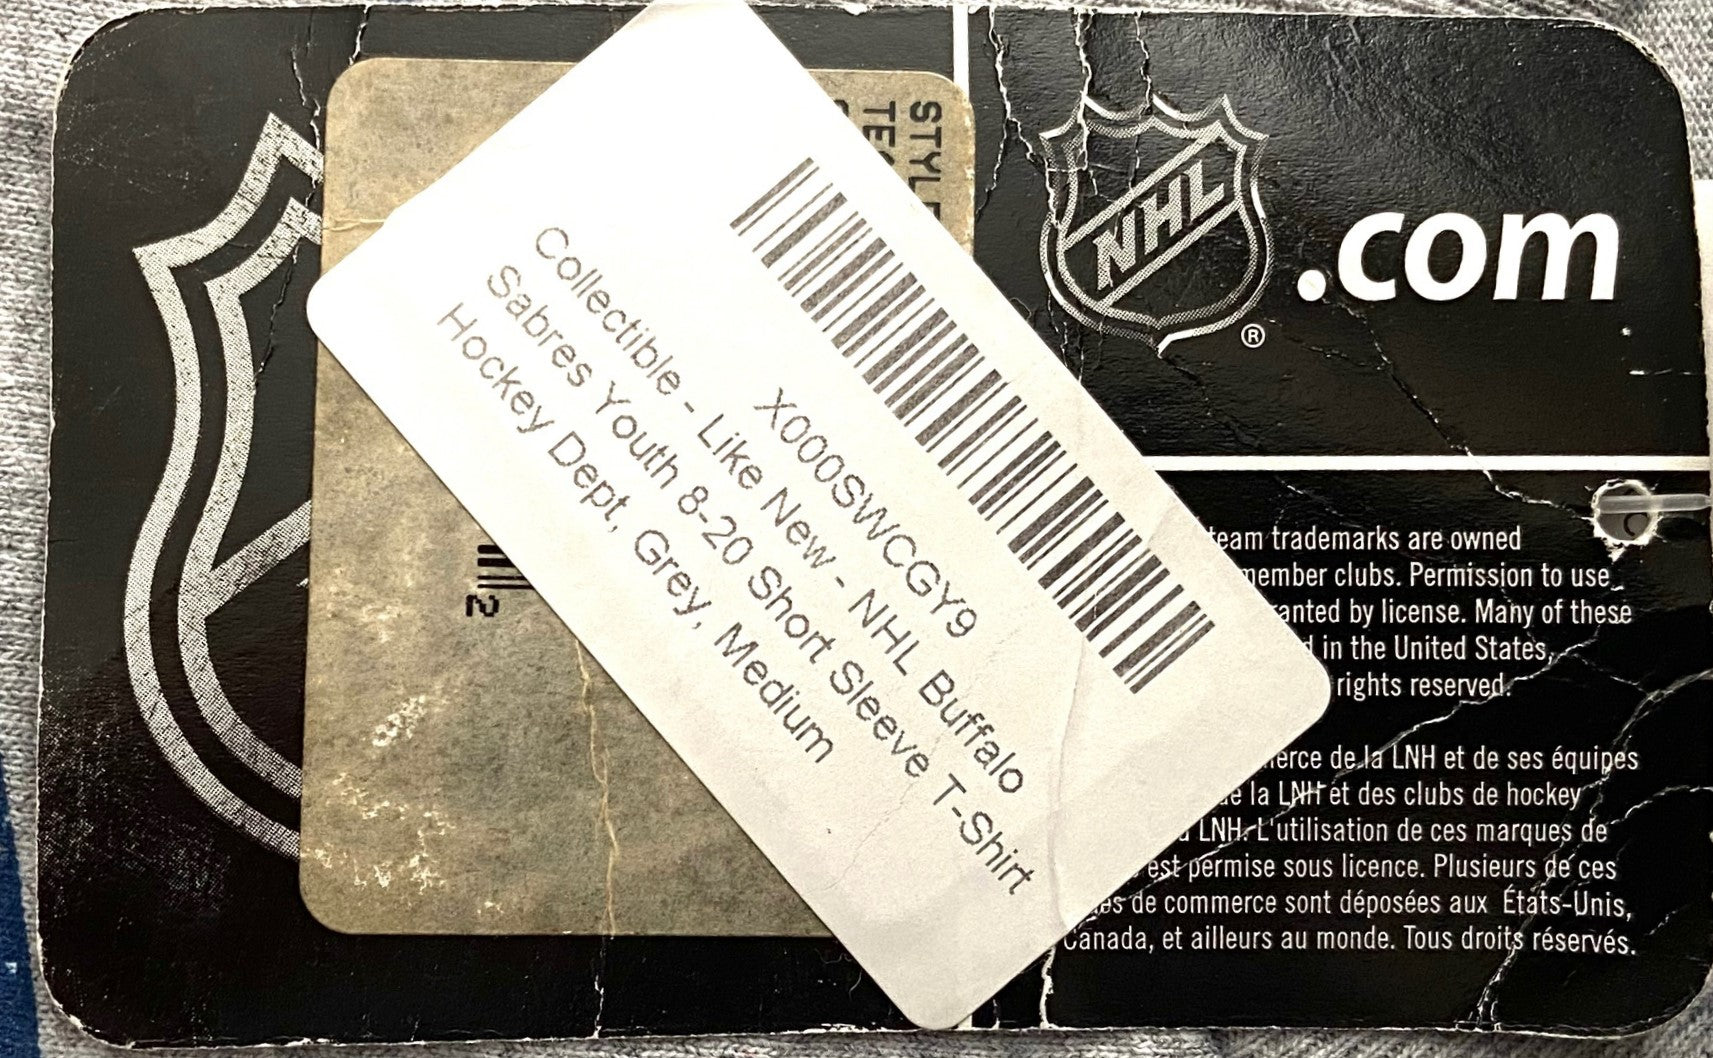 STYLE
NHL
.com
®
X000SWCGY9
Collectible - Like New - NHL Buffalo
Sabres Youth 8-20 Short Sleeve T-Shirt
Hockey Dept, Grey, Medium
2
team trademarks are owned
member clubs. Permission to use
granted by license. Many of these
in the United States,
rights reserved.
de la LNH et de ses équipes
de la LNH et des clubs de hockey
LNH. L'utilisation de ces marques de
est permise sous licence. Plusieurs de ces
de commerce sont déposées aux États-Unis,
Canada, et ailleurs au monde. Tous droits réservés.